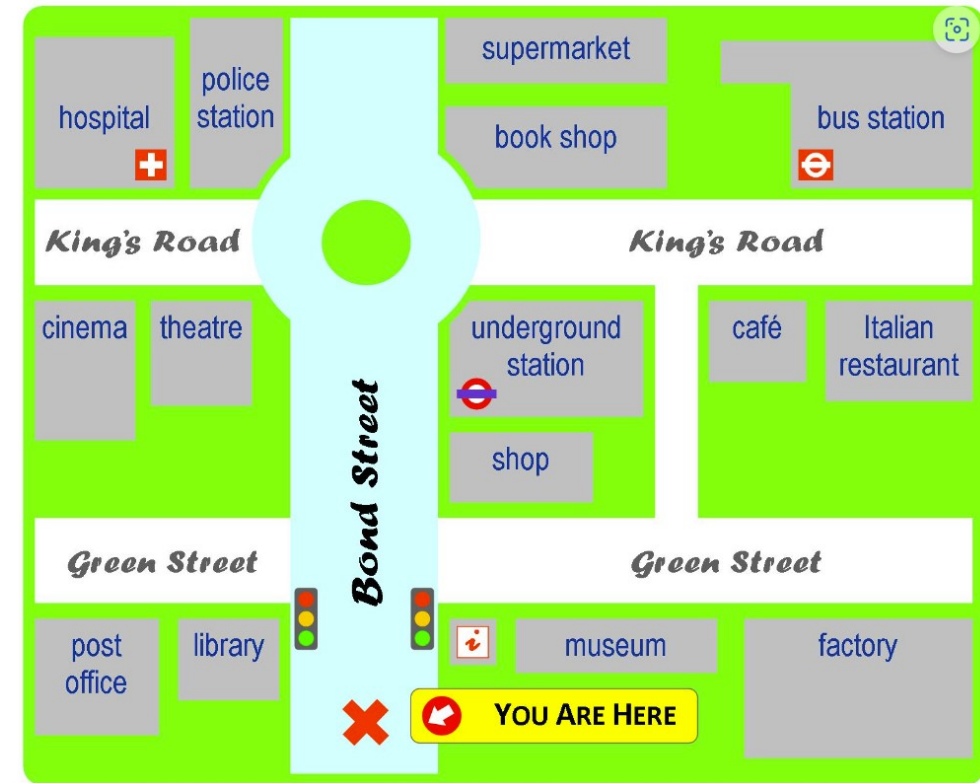 supermarket
police
station
hospital
book shop
bus station
King's Road
King's Road
cinema
theatre
underground
station
café
Italian
restaurant
shop
Bond Street
Green Street
Green Street
post
office
library
i
museum
factory
YOU ARE HERE